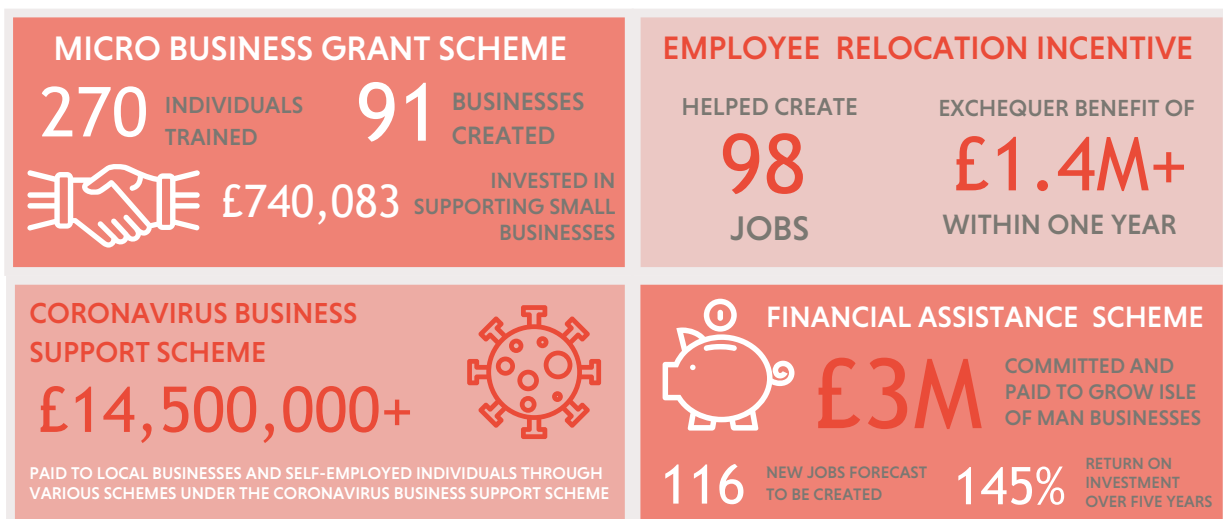 MICRO BUSINESS GRANT SCHEME
270
INDIVIDUALS
TRAINED
91
BUSINESSES
CREATED
£740,083
INVESTED IN
SUPPORTING SMALL
BUSINESSES
EMPLOYEE RELOCATION INCENTIVE
HELPED CREATE
98
JOBS
EXCHEQUER BENEFIT OF
£1.4M+
WITHIN ONE YEAR
CORONAVIRUS BUSINESS
SUPPORT SCHEME
£14,500,000+
PAID TO LOCAL BUSINESSES AND SELF-EMPLOYED INDIVIDUALS THROUGH
VARIOUS SCHEMES UNDER THE CORONAVIRUS BUSINESS SUPPORT SCHEME
FINANCIAL ASSISTANCE SCHEME
£3M
COMMITTED AND
PAID TO GROW ISLE
OF MAN BUSINESSES
116
NEW JOBS FORECAST
TO BE CREATED
145%
RETURN ON
INVESTMENT
OVER FIVE YEARS